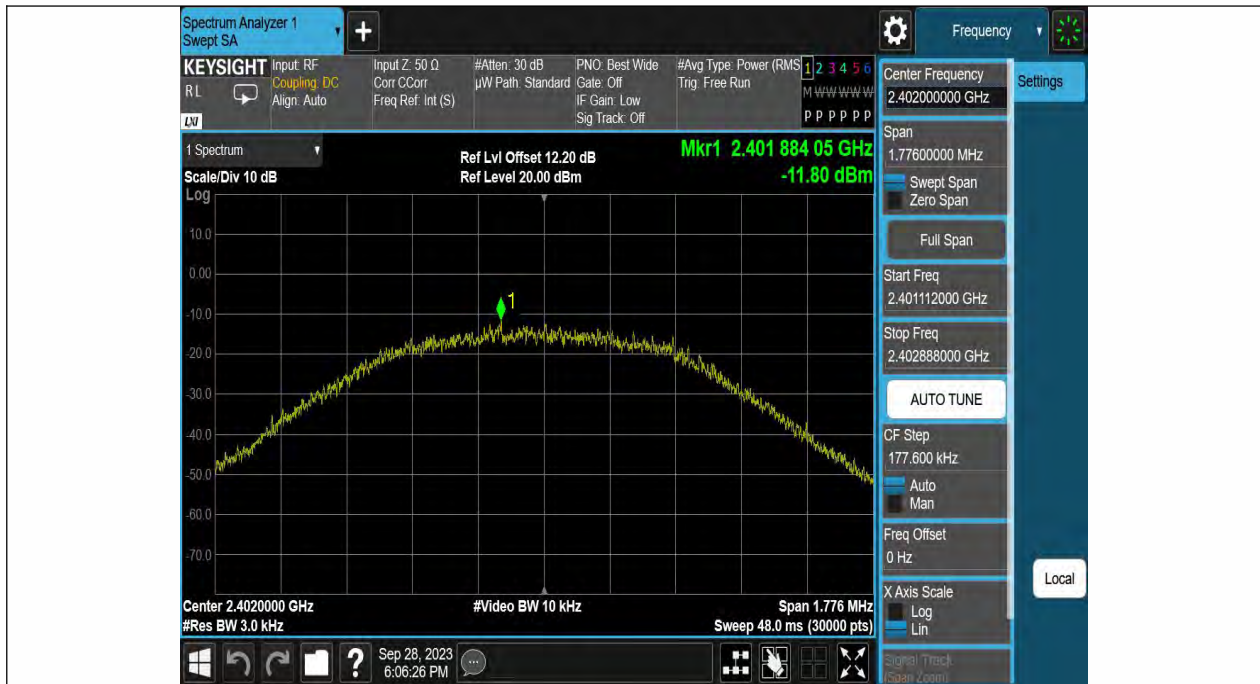 Spectrum Analyzer 1
Swept SA
+
Frequency
KEYSIGHT
RL
LXI
Input: RF
Coupling: DC
Align: Auto
Input Z: 50 Ω
Corr CCorr
Freq Ref: Int (S)
#Atten: 30 dB
µW Path: Standard
PNO: Best Wide
Gate: Off
IF Gain: Low
Sig Track: Off
#Avg Type: Power (RMS
Trig: Free Run
1 2 3 4 5 6
M W W W W W
P P P P P P
1 Spectrum
Scale/Div 10 dB
Ref Lvl Offset 12.20 dB
Ref Level 20.00 dBm
Mkr1 2.401 884 05 GHz
-11.80 dBm
Log
10.0
0.00
-10.0
-20.0
-30.0
-40.0
-50.0
-60.0
-70.0
1
Center 2.4020000 GHz
#Res BW 3.0 kHz
#Video BW 10 kHz
Span 1.776 MHz
Sweep 48.0 ms (30000 pts)
?
Sep 28, 2023
6:06:26 PM
Center Frequency
2.402000000 GHz
Settings
Span
1.77600000 MHz
Swept Span
Zero Span
Full Span
Start Freq
2.401112000 GHz
Stop Freq
2.402888000 GHz
AUTO TUNE
CF Step
177.600 kHz
Auto
Man
Freq Offset
0 Hz
X Axis Scale
Log
Lin
Signal Track
(Span Zoom)
Local